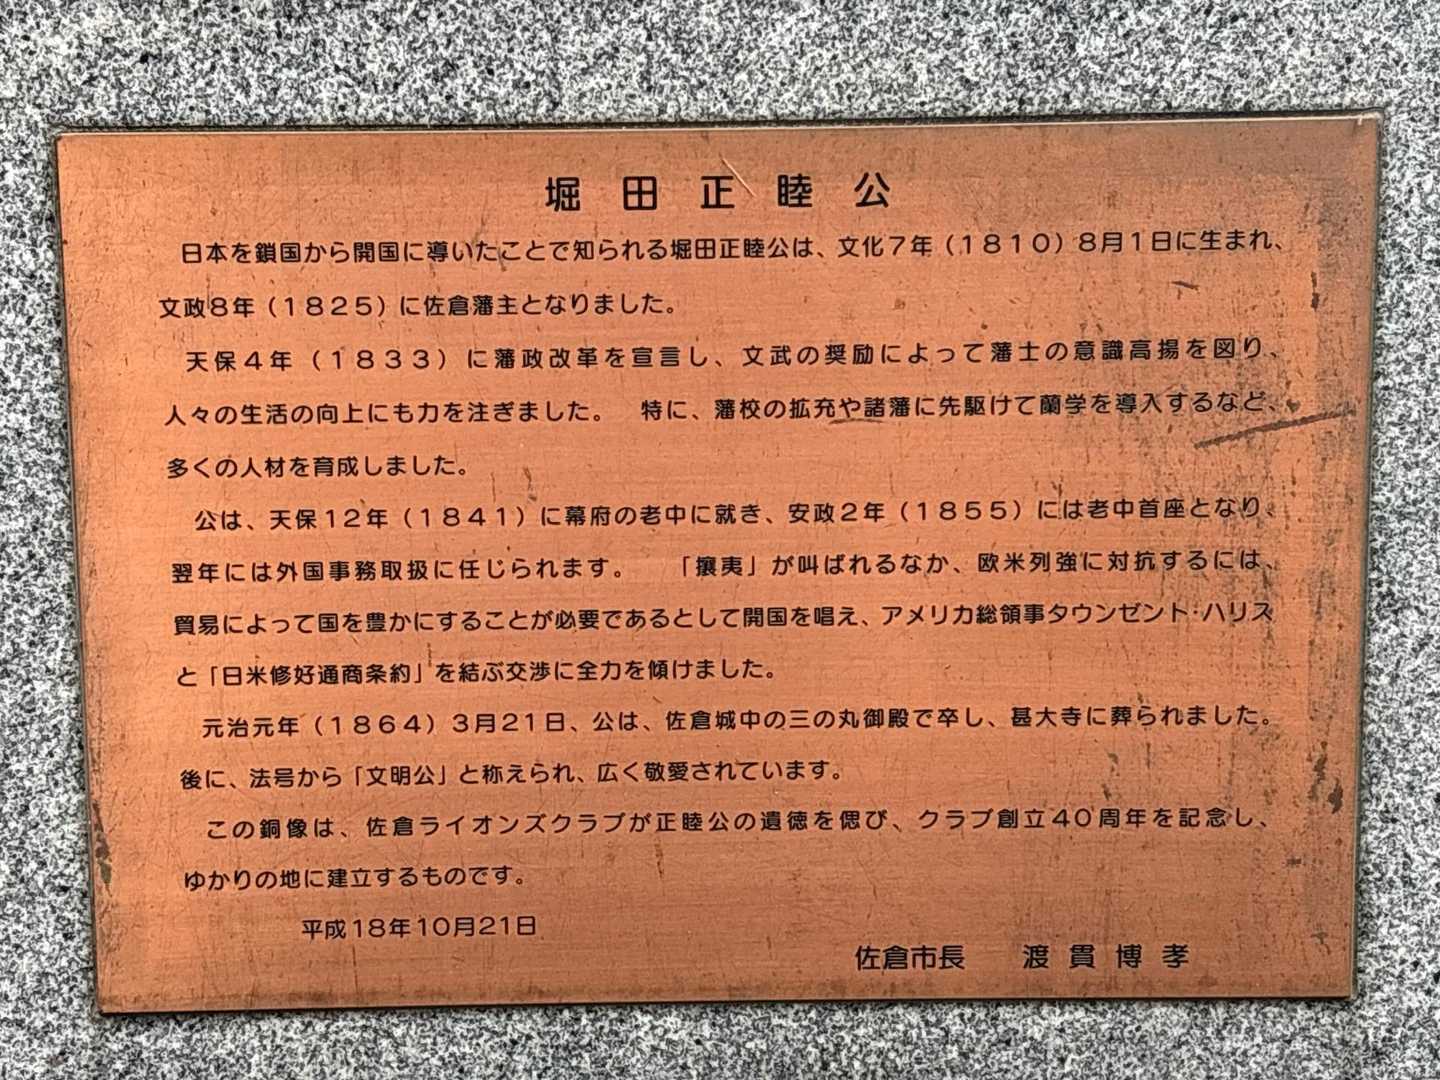 堀田正睦公
日本を鎖国から開国に導いたことで知られる堀田正睦公は、文化7年（1810）8月1日に生まれ、
文政8年（1825）に佐倉藩主となりました。
天保4年（1833）に藩政改革を宣言し、文武の奨励によって藩士の意識高揚を図り、
人々の生活の向上にも力を注ぎました。　特に、藩校の拡充や諸藩に先駆けて蘭学を導入するなど、
多くの人材を育成しました。
公は、天保12年（1841）に幕府の老中に就き、安政2年（1855）には老中首座となり、
翌年には外国事務取扱に任じられます。　「攘夷」が叫ばれるなか、欧米列強に対抗するには、
貿易によって国を豊かにすることが必要であるとして開国を唱え、アメリカ総領事タウンゼント・ハリス
と「日米修好通商条約」を結ぶ交渉に全力を傾けました。
元治元年（1864）3月21日、公は、佐倉城中の三の丸御殿で卒し、甚大寺に葬られました。
後に、法号から「文明公」と称えられ、広く敬愛されています。
この銅像は、佐倉ライオンズクラブが正睦公の遺徳を偲び、クラブ創立40周年を記念し、
ゆかりの地に建立するものです。
平成18年10月21日
佐倉市長　渡貫博孝